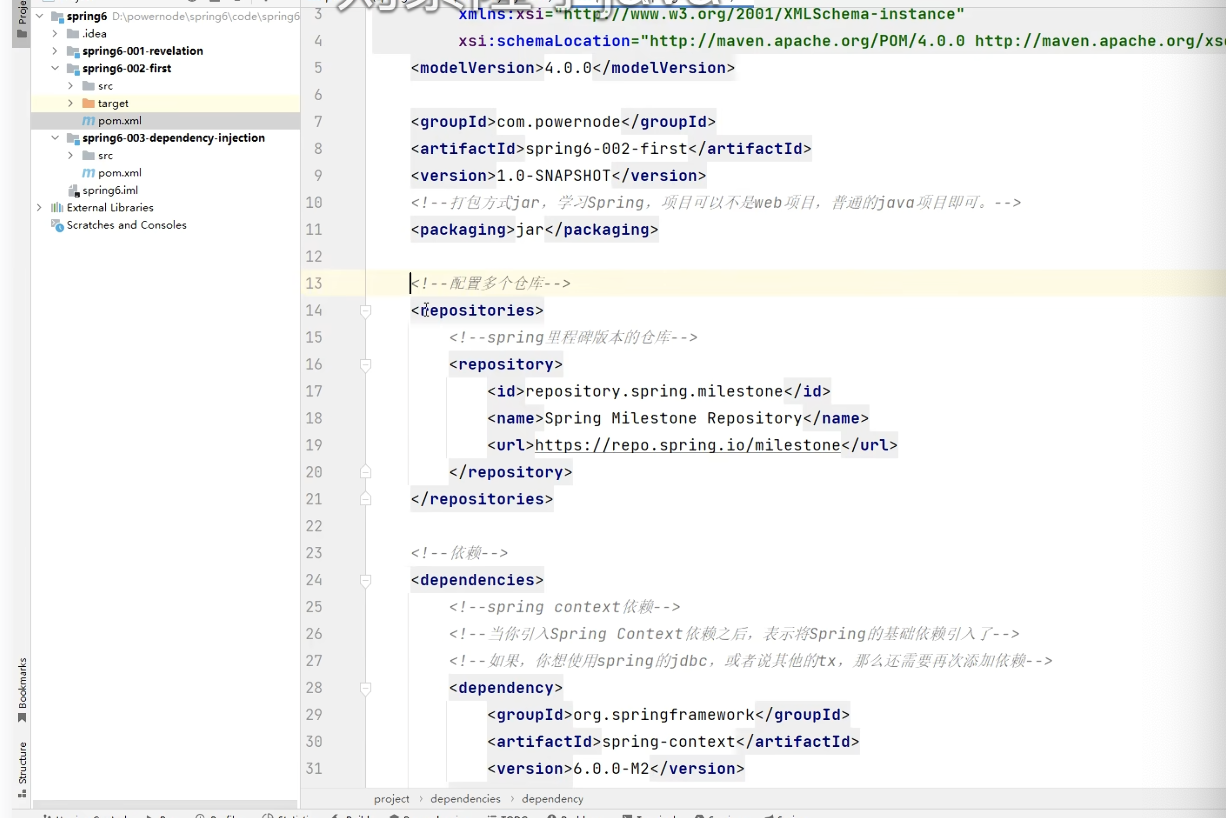 spring6 D:\powernode\spring6\code\spring6
.idea
spring6-001-revelation
spring6-002-first
src
target
pom.xml
spring6-003-dependency-injection
src
pom.xml
spring6.iml
External Libraries
Scratches and Consoles
Bookmarks
Structure
3 xmlns:xsi="http://www.w3.org/2001/XMLSchema-instance"
4 xsi:schemaLocation="http://maven.apache.org/POM/4.0.0 http://maven.apache.org/xs
5 <modelVersion>4.0.0</modelVersion>
6
7 <groupId>com.powernode</groupId>
8 <artifactId>spring6-002-first</artifactId>
9 <version>1.0-SNAPSHOT</version>
10 <!--打包方式jar，学习Spring，项目可以不是web项目，普通的java项目即可。-->
11 <packaging>jar</packaging>
12
13 <!--配置多个仓库-->
14 <repositories>
15 <!--spring里程碑版本的仓库-->
16 <repository>
17 <id>repository.spring.milestone</id>
18 <name>Spring Milestone Repository</name>
19 <url>https://repo.spring.io/milestone</url>
20 </repository>
21 </repositories>
22
23 <!--依赖-->
24 <dependencies>
25 <!--spring context依赖-->
26 <!--当你引入Spring Context依赖之后，表示将Spring的基础依赖引入了-->
27 <!--如果，你想使用spring的jdbc，或者说其他的tx，那么还需要再次添加依赖-->
28 <dependency>
29 <groupId>org.springframework</groupId>
30 <artifactId>spring-context</artifactId>
31 <version>6.0.0-M2</version>
project › dependencies › dependency